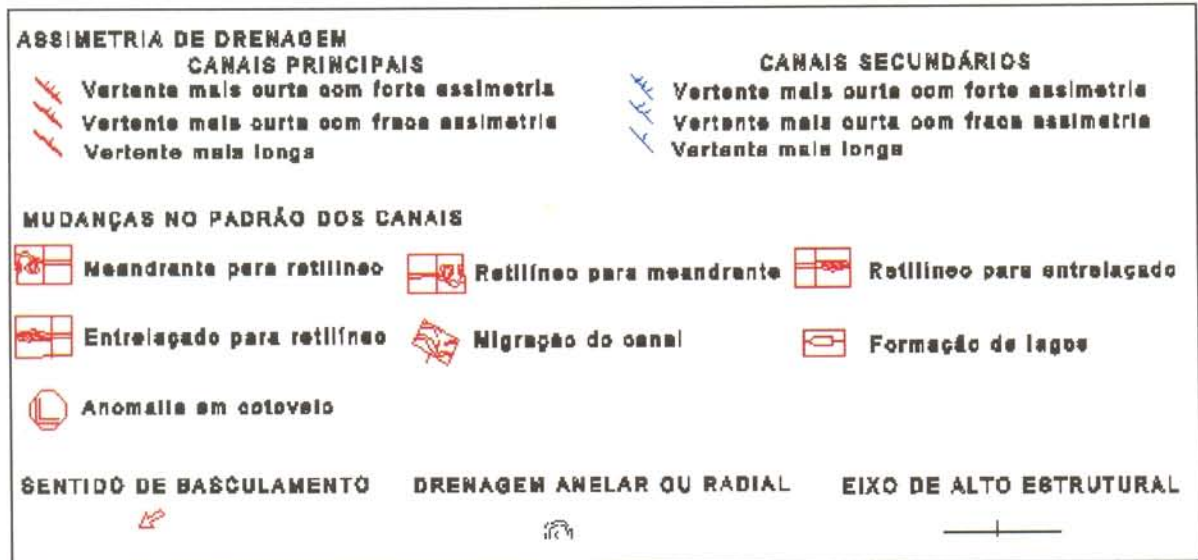 ASSIMETRIA DE DRENAGEM
CANAIS PRINCIPAIS
Vertente mais curta com forte assimetria
Vertente mais curta com fraca assimetria
Vertente mais longa
CANAIS SECUNDÁRIOS
Vertente mais curta com forte assimetria
Vertente mais curta com fraca assimetria
Vertente mais longa
MUDANÇAS NO PADRÃO DOS CANAIS
Meandrante para retilíneo
Retilíneo para meandrante
Retilíneo para entrelaçado
Entrelaçado para retilíneo
Migração do canal
Formação de lagos
Anomalia em cotovelo
SENTIDO DE BASCULAMENTO
DRENAGEM ANELAR OU RADIAL
EIXO DE ALTO ESTRUTURAL